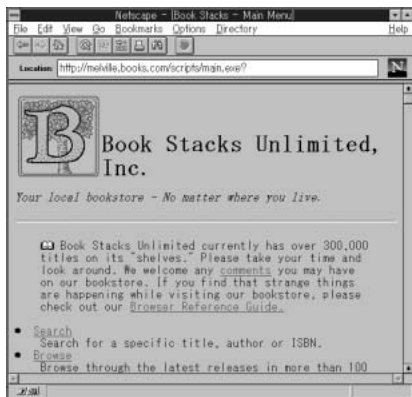 Netscape - [Book Stacks - Main Menu]
File Edit View Go Bookmarks Options Directory Help
Location: http://melville.books.com/scripts/main.exe?
N
B
Book Stacks Unlimited,
Inc.
Your local bookstore - No matter where you live.
Book Stacks Unlimited currently has over 300,000
titles on its "shelves." Please take your time and
look around. We welcome any comments you may have
on our bookstore. If you find that strange things
are happening while visiting our bookstore, please
check out our Browser Reference Guide.
Search
Search for a specific title, author or ISBN.
Browse
Browse through the latest releases in more than 100